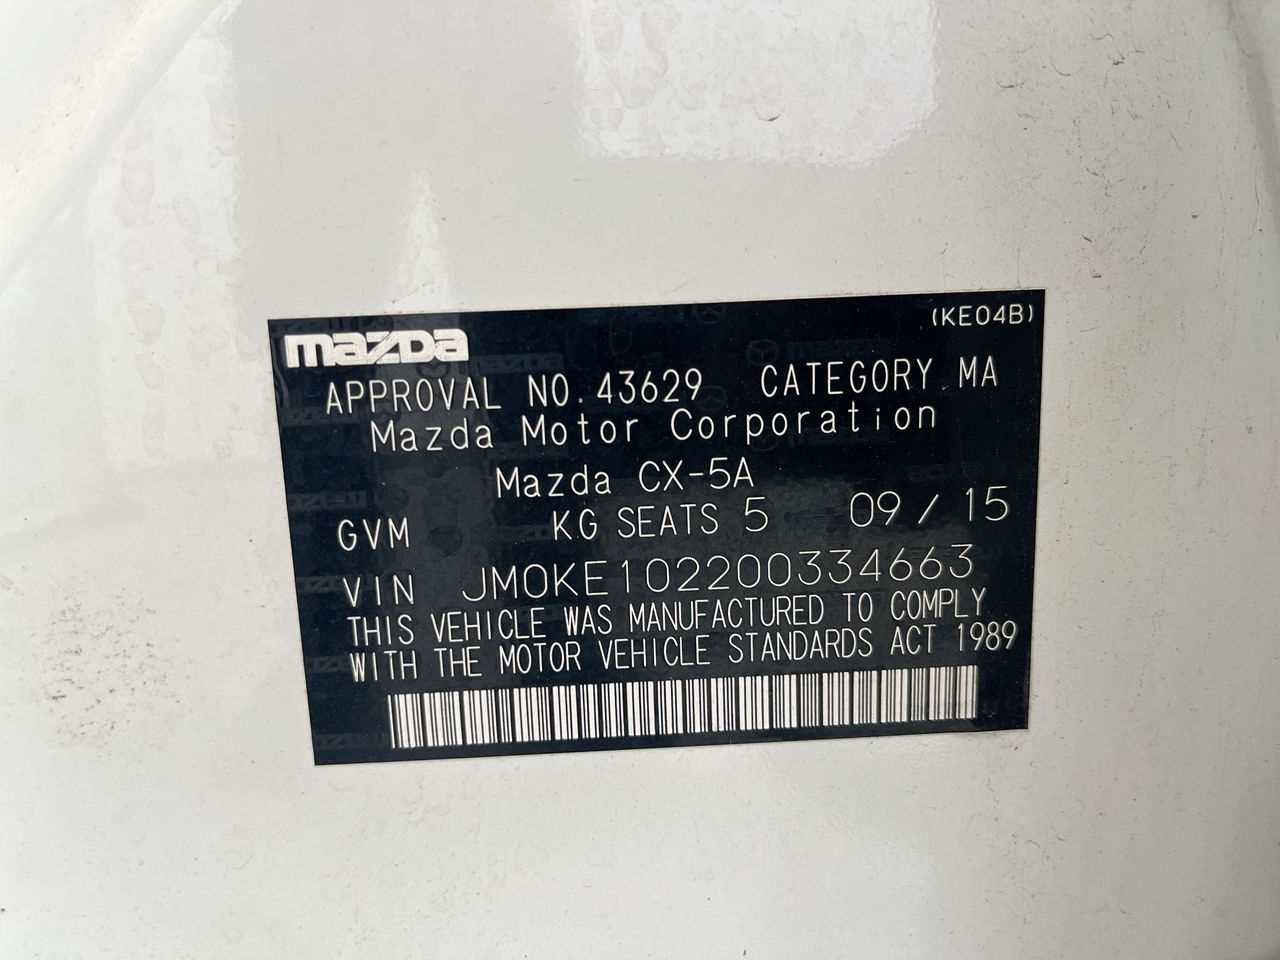 (KE04B)
mazda
APPROVAL NO. 43629 CATEGORY MA
Mazda Motor Corporation
Mazda CX-5A
GVM KG SEATS 5 09 / 15
VIN JM0KE102200334663
THIS VEHICLE WAS MANUFACTURED TO COMPLY
WITH THE MOTOR VEHICLE STANDARDS ACT 1989